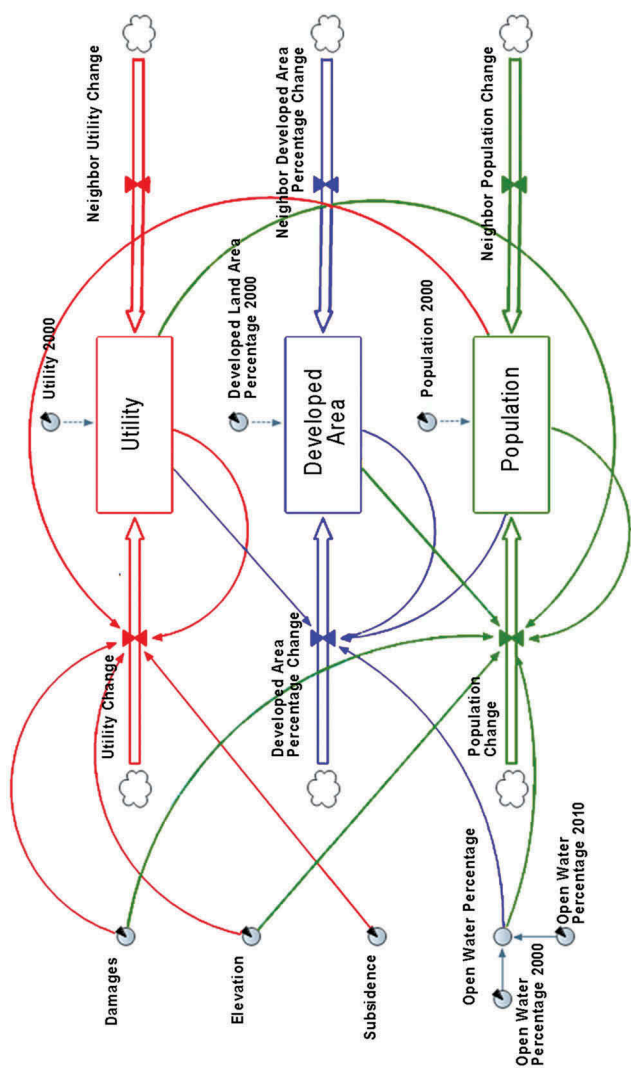 Damages
Elevation
Subsidence
Open Water Percentage
Open Water
Percentage 2000
Open Water
Percentage 2010
Utility Change
Developed Area
Percentage Change
Population
Change
Utility 2000
Utility
Developed Land Area
Percentage 2000
Developed
Area
Population 2000
Population
Neighbor Utility Change
Neighbor Developed Area
Percentage Change
Neighbor Population Change